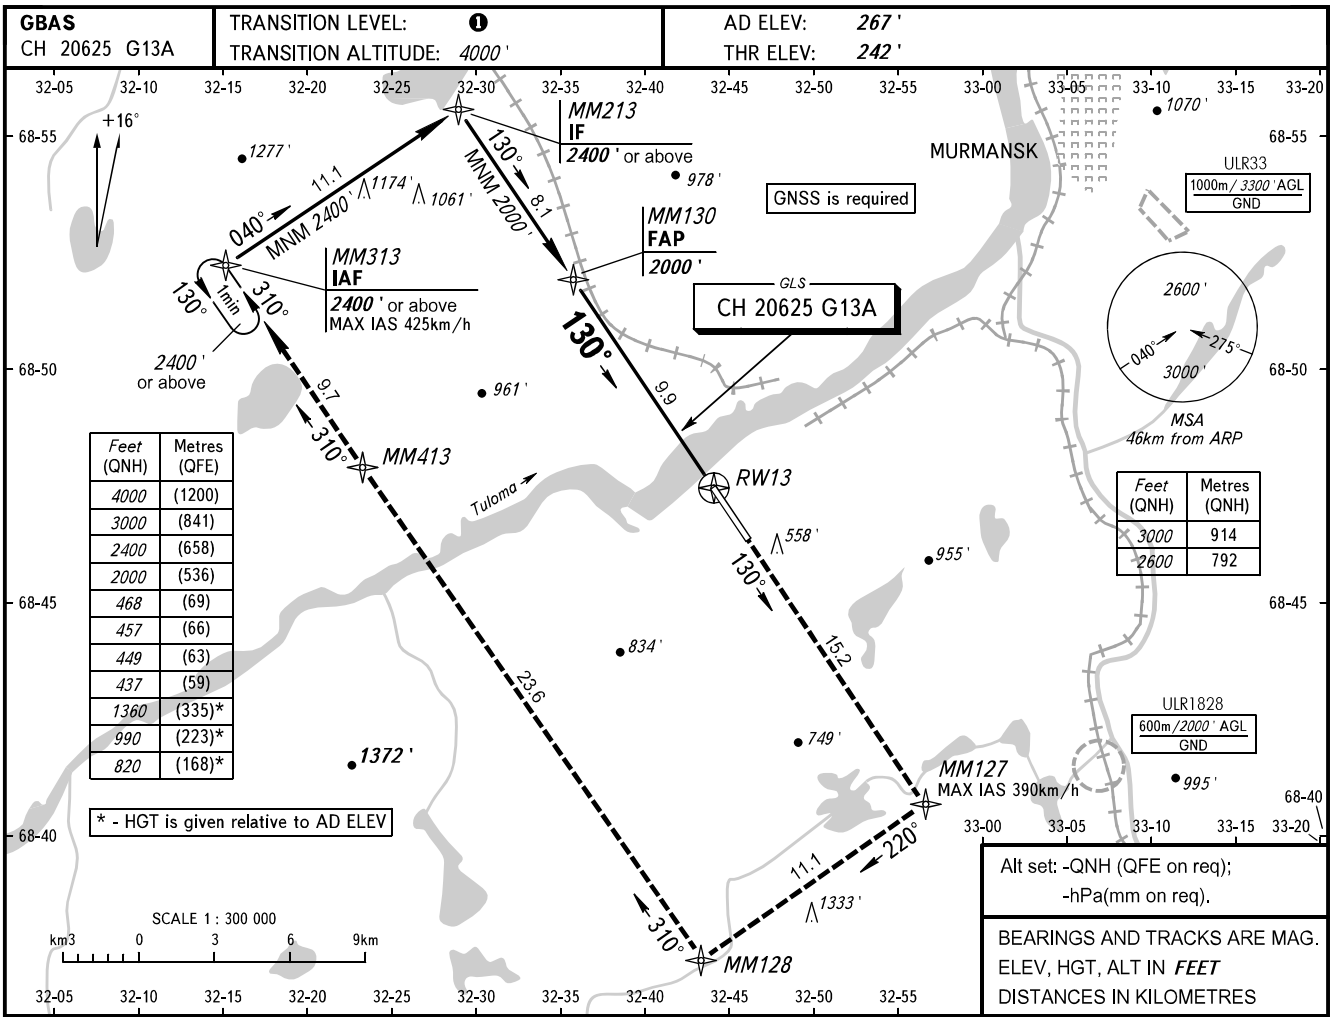 GBAS
CH 20625 G13A
TRANSITION LEVEL: 1
TRANSITION ALTITUDE: 4000'
AD ELEV: 267'
THR ELEV: 242'
32-05 32-10 32-15 32-20 32-25 32-30 32-35 32-40 32-45 32-50 32-55 33-00 33-05 33-10 33-15 33-20
68-55
68-55
+16°
1277'
MM213
IF
2400' or above
1070'
MURMANSK
ULR33
1000m/3300' AGL
GND
978'
GNSS is required
11.1
1174'
1061'
040°
MNM 2400'
130°
8.1
MNM 2000'
MM130
FAP
2000'
MM313
IAF
2400' or above
MAX IAS 425km/h
130°
1min
310°
2400'
or above
GLS
CH 20625 G13A
130°
2600'
040°
275°
3000'
MSA
46km from ARP
68-50
68-50
9.7
961'
9.9
310°
MM413
Tuloma
RW13
Feet (QNH) Metres (QFE)
4000 (1200)
3000 (841)
2400 (658)
2000 (536)
468 (69)
457 (66)
449 (63)
437 (59)
1360 (335)*
990 (223)*
820 (168)*
Feet (QNH) Metres (QNH)
3000 914
2600 792
558'
955'
130°
68-45
68-45
834'
15.2
23.6
1372'
749'
ULR1828
600m/2000' AGL
GND
995'
MM127
MAX IAS 390km/h
* - HGT is given relative to AD ELEV
68-40
68-40
33-00 33-05 33-10 33-15 33-20
220°
11.1
1333'
310°
MM128
SCALE 1 : 300 000
km3 0 3 6 9km
Alt set: -QNH (QFE on req);
-hPa(mm on req).
BEARINGS AND TRACKS ARE MAG.
ELEV, HGT, ALT IN FEET
DISTANCES IN KILOMETRES
32-05 32-10 32-15 32-20 32-25 32-30 32-35 32-40 32-45 32-50 32-55